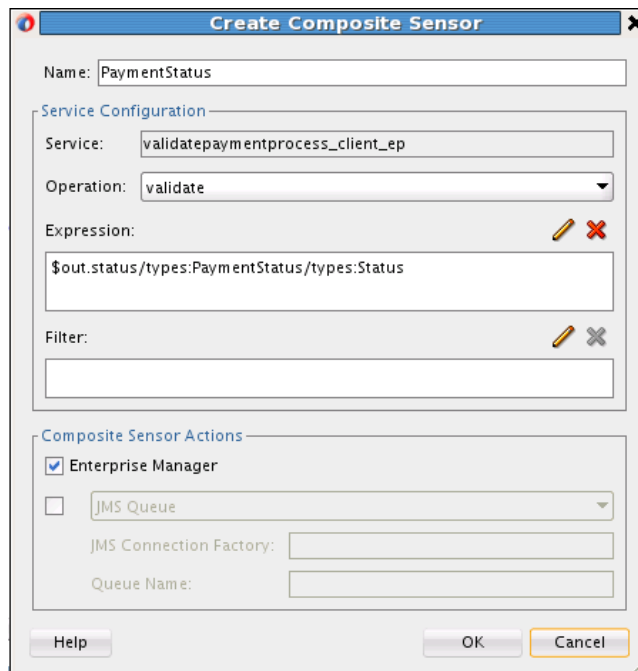 Create Composite Sensor
Name: PaymentStatus
Service Configuration
Service: validatepaymentprocess_client_ep
Operation: validate
Expression:
$out.status/types:PaymentStatus/types:Status
Filter:
Composite Sensor Actions
Enterprise Manager
JMS Queue
JMS Connection Factory:
Queue Name:
Help OK Cancel